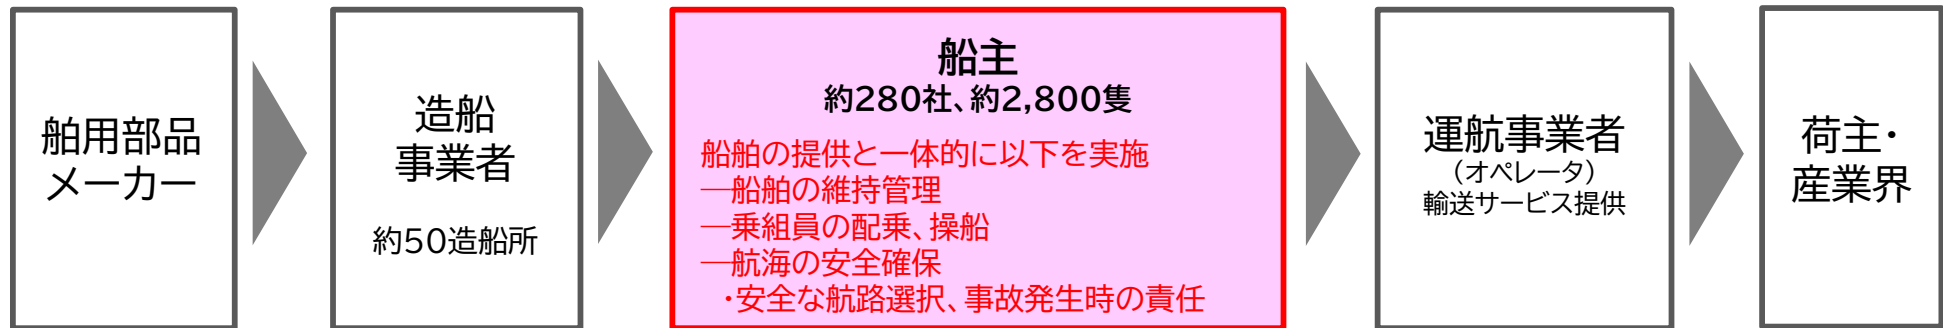 舶用部品
メーカー
造船
事業者
約50造船所
船主
約280社、約2,800隻
船舶の提供と一体的に以下を実施
―船舶の維持管理
―乗組員の配乗、操船
―航海の安全確保
・安全な航路選択、事故発生時の責任
運航事業者
（オペレータ）
輸送サービス提供
荷主・
産業界